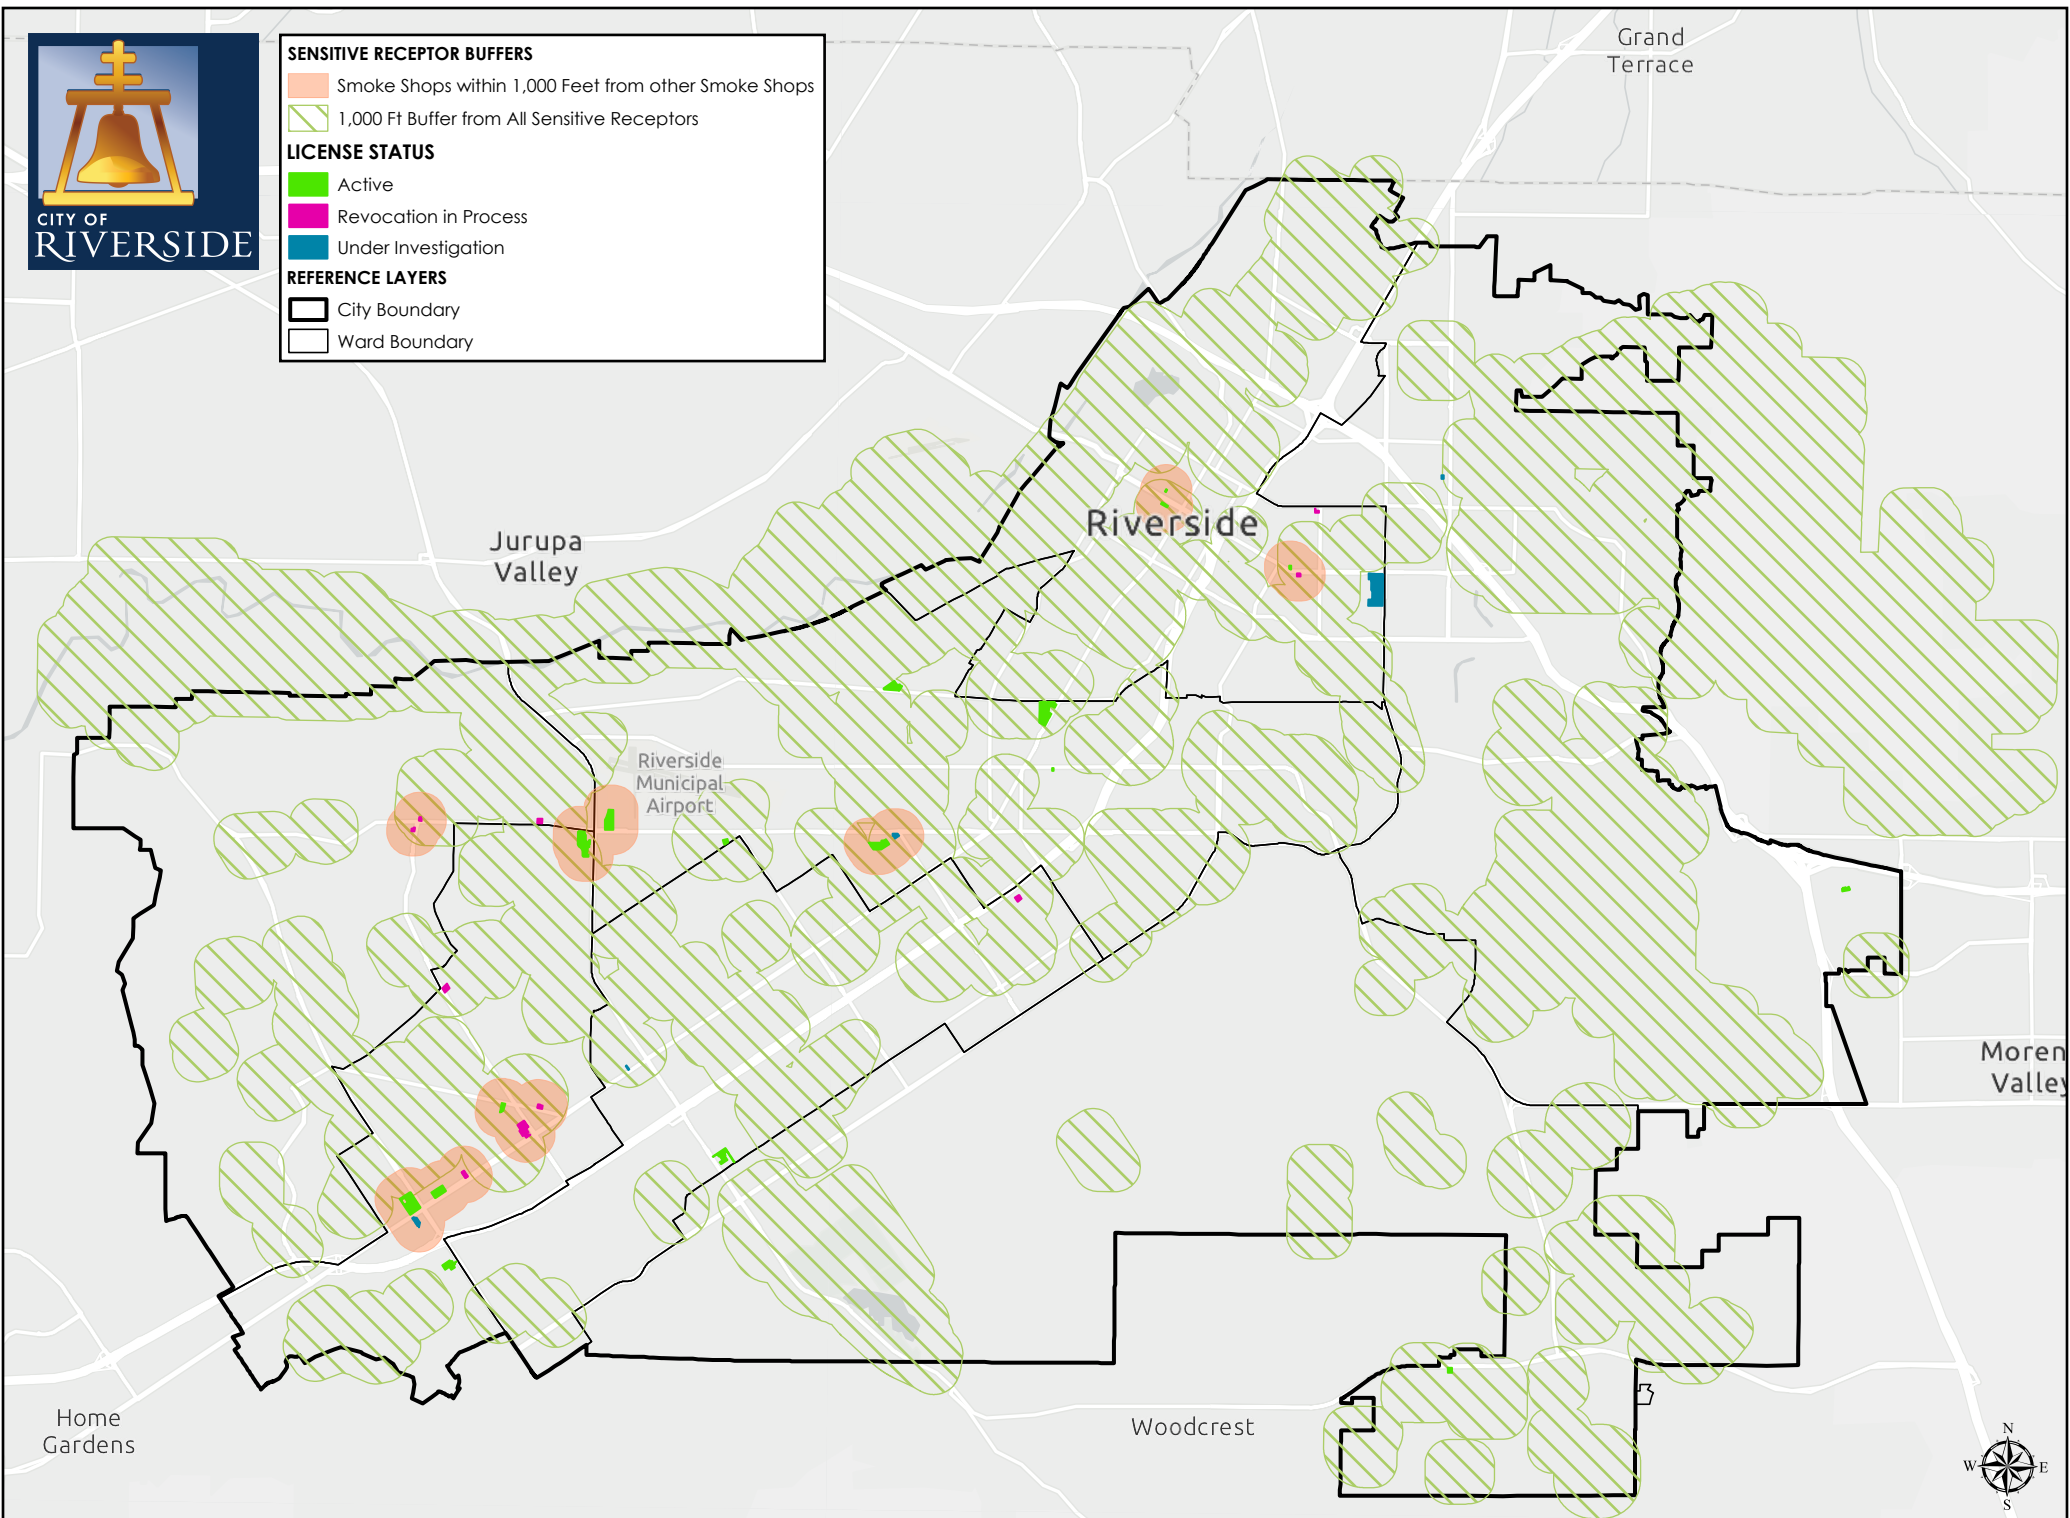 CITY OF
RIVERSIDE
SENSITIVE RECEPTOR BUFFERS
Smoke Shops within 1,000 Feet from other Smoke Shops
1,000 Ft Buffer from All Sensitive Receptors
LICENSE STATUS
Active
Revocation in Process
Under Investigation
REFERENCE LAYERS
City Boundary
Ward Boundary
Grand
Terrace
Riverside
Jurupa
Valley
Riverside
Municipal
Airport
Moren
Valley
Home
Gardens
Woodcrest
N
W
E
S